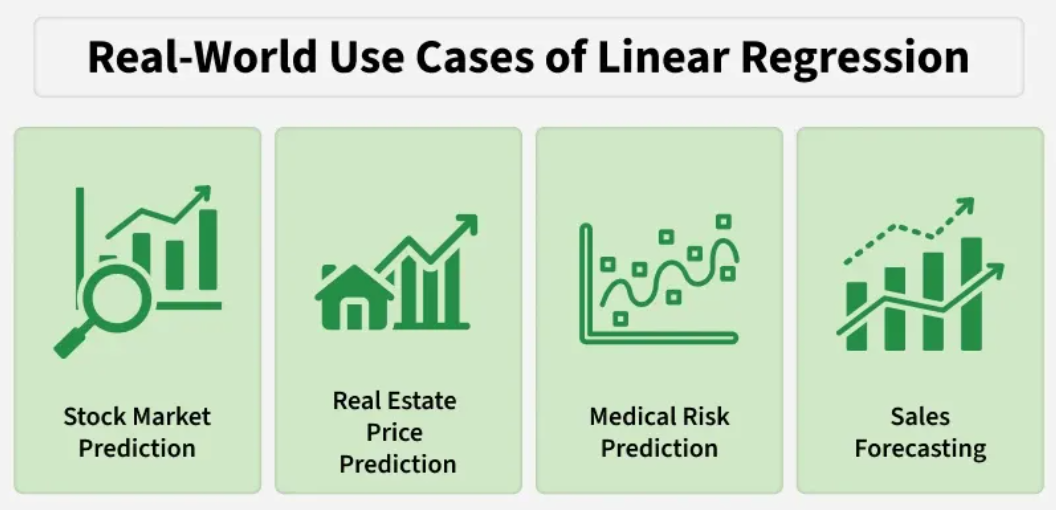 Real-World Use Cases of Linear Regression
Stock Market
Prediction
Real Estate
Price
Prediction
Medical Risk
Prediction
Sales
Forecasting